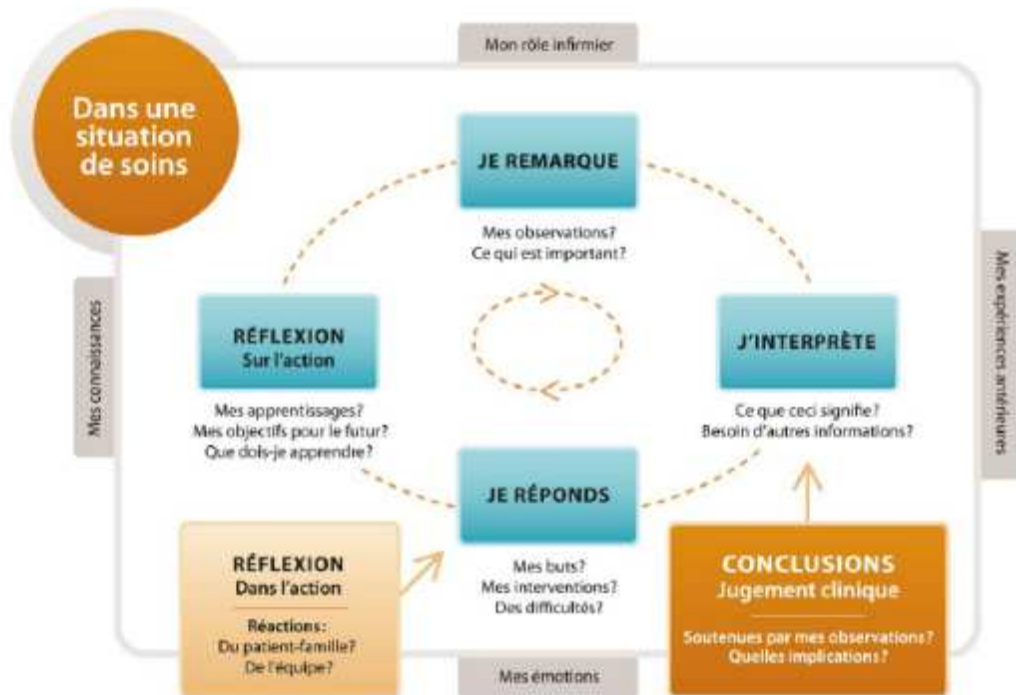 Mon rôle infirmier
Dans une
situation
de soins
JE REMARQUE
Mes observations?
Ce qui est important?
Mes connaissances
RÉFLEXION
Sur l'action
Mes apprentissages?
Mes objectifs pour le futur?
Que dois-je apprendre?
J'INTERPRÈTE
Ce que ceci signifie?
Besoin d'autres informations?
Mes expériences antérieures
JE RÉPONDS
Mes buts?
Mes interventions?
Des difficultés?
RÉFLEXION
Dans l'action
Réactions:
Du patient-famille?
De l'équipe?
CONCLUSIONS
Jugement clinique
Soutenues par mes observations?
Quelles implications?
Mes émotions